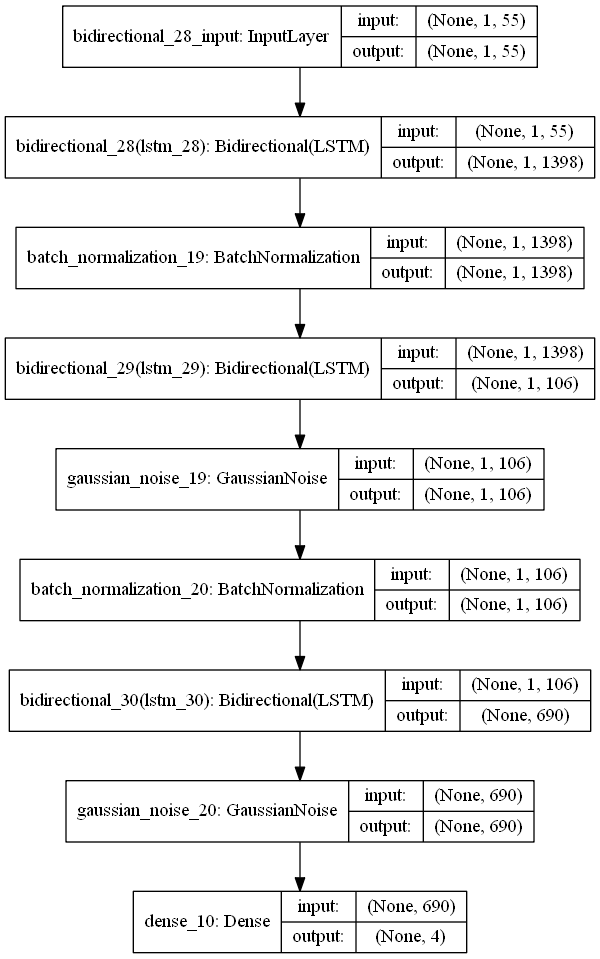 bidirectional_28_input: InputLayer
input: (None, 1, 55)
output: (None, 1, 55)
bidirectional_28(lstm_28): Bidirectional(LSTM)
input: (None, 1, 55)
output: (None, 1, 1398)
batch_normalization_19: BatchNormalization
input: (None, 1, 1398)
output: (None, 1, 1398)
bidirectional_29(lstm_29): Bidirectional(LSTM)
input: (None, 1, 1398)
output: (None, 1, 106)
gaussian_noise_19: GaussianNoise
input: (None, 1, 106)
output: (None, 1, 106)
batch_normalization_20: BatchNormalization
input: (None, 1, 106)
output: (None, 1, 106)
bidirectional_30(lstm_30): Bidirectional(LSTM)
input: (None, 1, 106)
output: (None, 690)
gaussian_noise_20: GaussianNoise
input: (None, 690)
output: (None, 690)
dense_10: Dense
input: (None, 690)
output: (None, 4)